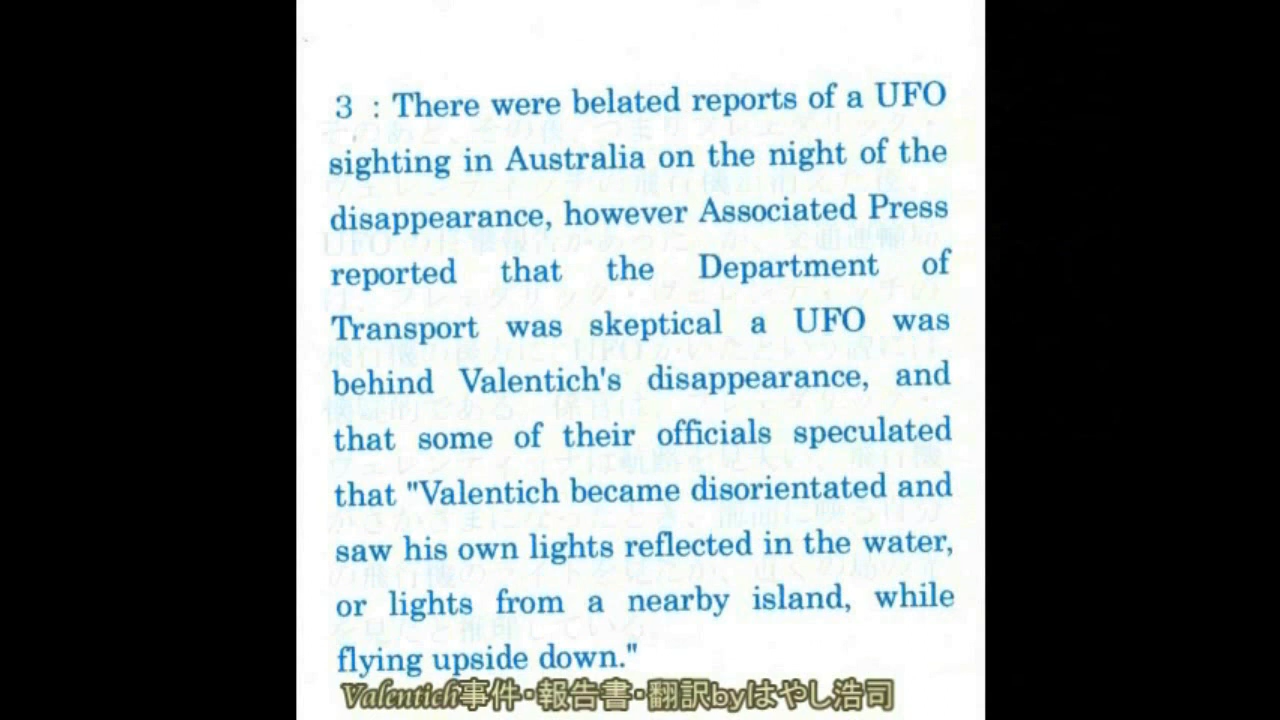 3 : There were belated reports of a UFO
sighting in Australia on the night of the
disappearance, however Associated Press
reported that the Department of
Transport was skeptical a UFO was
behind Valentich's disappearance, and
that some of their officials speculated
that "Valentich became disorientated and
saw his own lights reflected in the water,
or lights from a nearby island, while
flying upside down."
Valentich事件・報告書・翻訳byはやし浩司